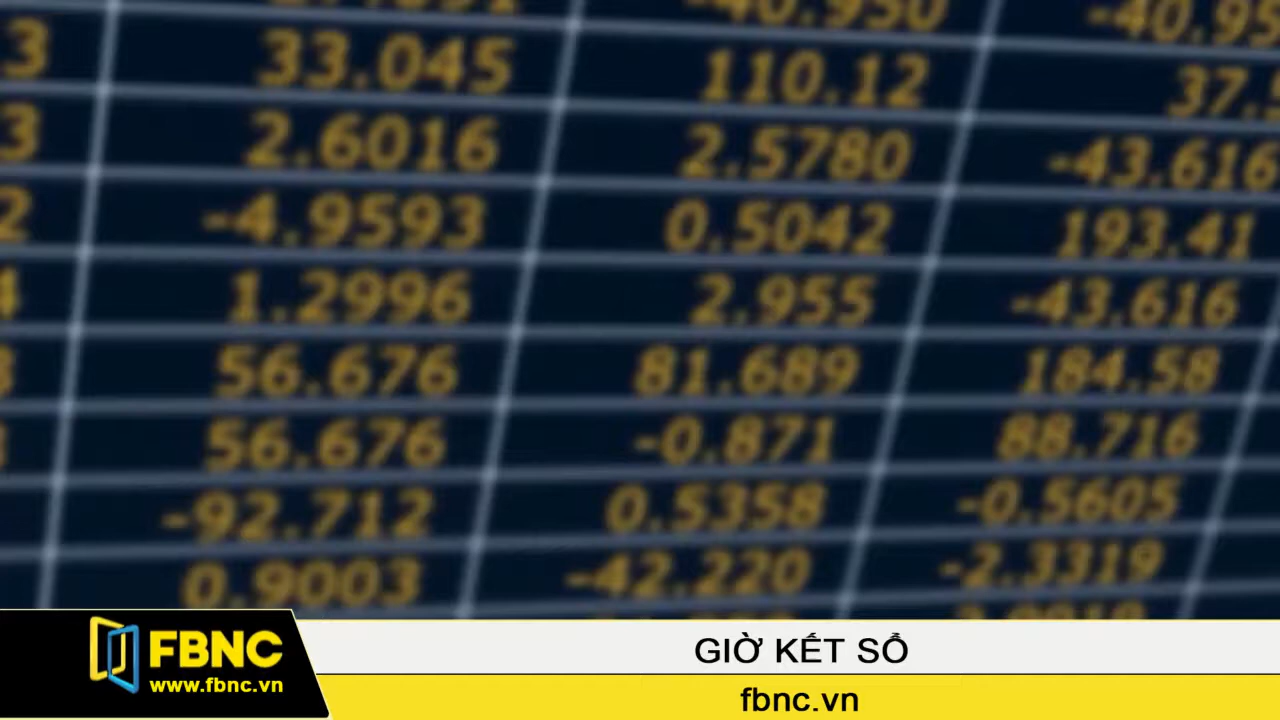 33.045 110.12
2.6016 2.5780 -43.616
-4.9593 0.5042 193.41
1.2996 2.955 -43.616
56.676 81.689 184.58
56.676 -0.871 88.716
-92.712 0.5358 -0.5605
0.9003 -42.220 -2.3319
FBNC
www.fbnc.vn
GIỜ KẾT SỔ
fbnc.vn